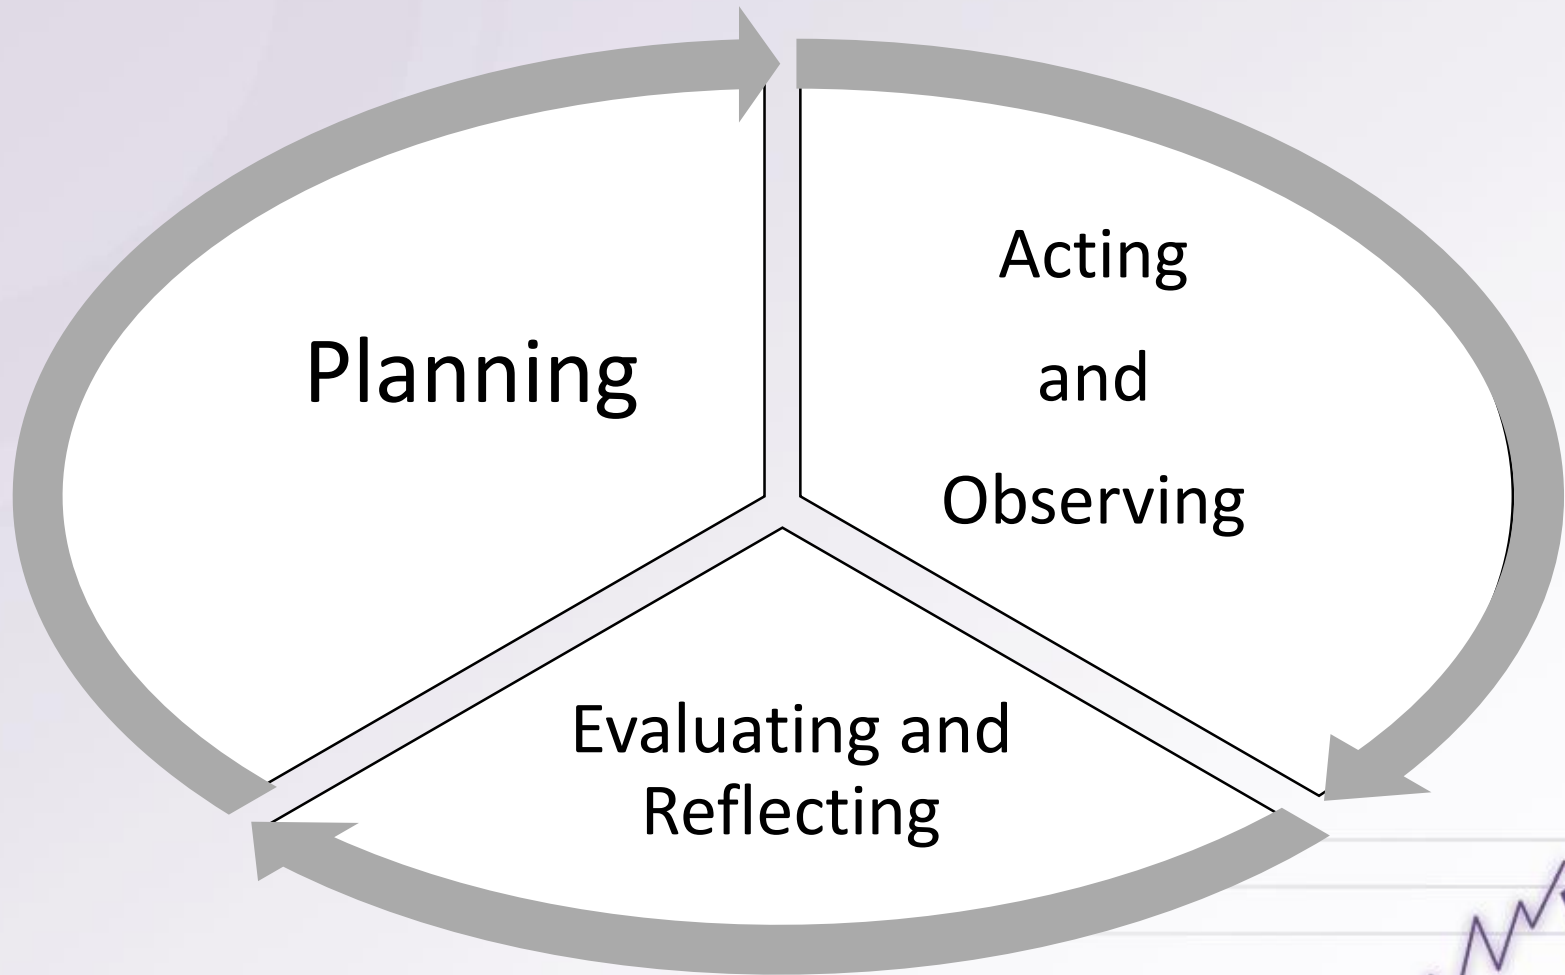 Planning
Acting
and
Observing
Evaluating and
Reflecting